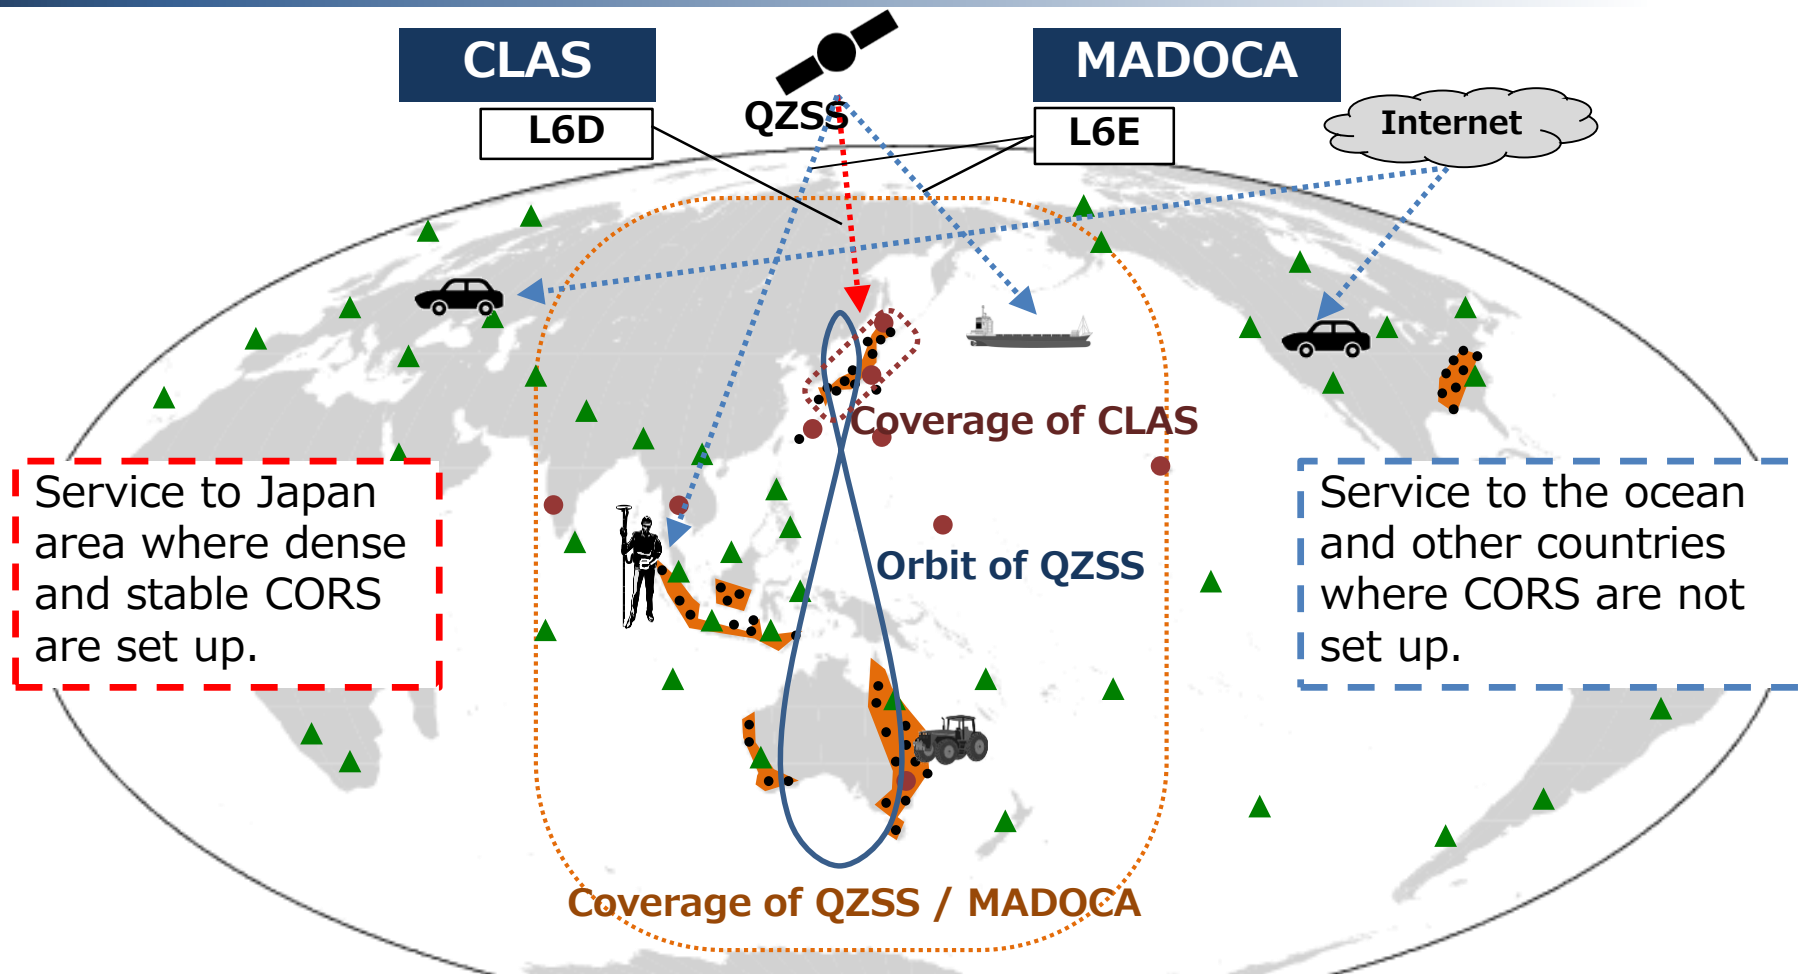 CLAS
MADOCA
L6D
QZSS
L6E
Internet
Coverage of CLAS
Service to Japan
area where dense
and stable CORS
are set up.
Service to the ocean
and other countries
where CORS are not
set up.
Orbit of QZSS
Coverage of QZSS / MADOCA